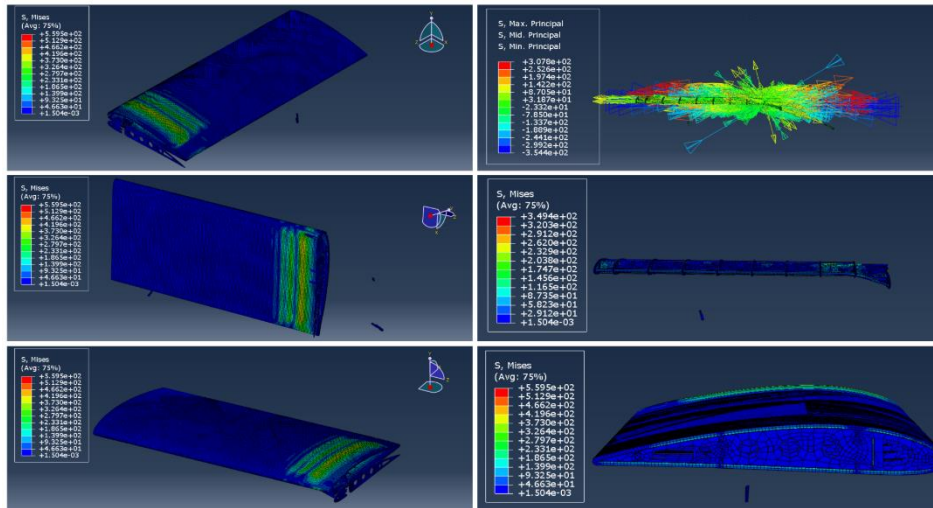 S, Mises
(Avg: 75%)
+5.595e+02
+5.129e+02
+4.662e+02
+4.196e+02
+3.730e+02
+3.264e+02
+2.797e+02
+2.331e+02
+1.865e+02
+1.399e+02
+9.325e+01
+4.663e+01
+1.504e-03
S, Max. Principal
S, Mid. Principal
S, Min. Principal
+3.078e+02
+2.526e+02
+1.974e+02
+1.422e+02
+8.705e+01
+3.187e+01
-2.332e+01
-7.850e+01
-1.337e+02
-1.889e+02
-2.441e+02
-2.992e+02
-3.544e+02
S, Mises
(Avg: 75%)
+5.595e+02
+5.129e+02
+4.662e+02
+4.196e+02
+3.730e+02
+3.264e+02
+2.797e+02
+2.331e+02
+1.865e+02
+1.399e+02
+9.325e+01
+4.663e+01
+1.504e-03
S, Mises
(Avg: 75%)
+3.494e+02
+3.203e+02
+2.912e+02
+2.620e+02
+2.329e+02
+2.038e+02
+1.747e+02
+1.456e+02
+1.165e+02
+8.735e+01
+5.823e+01
+2.912e+01
+1.504e-03
S, Mises
(Avg: 75%)
+5.595e+02
+5.129e+02
+4.662e+02
+4.196e+02
+3.730e+02
+3.264e+02
+2.797e+02
+2.331e+02
+1.865e+02
+1.399e+02
+9.325e+01
+4.663e+01
+1.504e-03
S, Mises
(Avg: 75%)
+5.595e+02
+5.129e+02
+4.662e+02
+4.196e+02
+3.730e+02
+3.264e+02
+2.797e+02
+2.331e+02
+1.865e+02
+1.399e+02
+9.325e+01
+4.663e+01
+1.504e-03